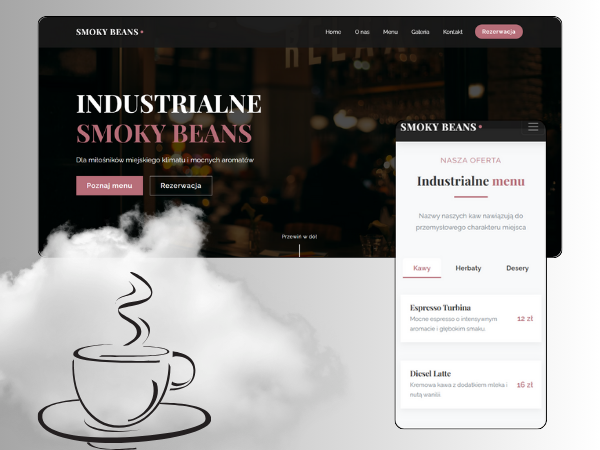 SMOKY BEANS
Home O nas Menu Galeria Kontakt Rezerwacja
INDUSTRIALNE
SMOKY BEANS
Dla miłośników miejskiego klimatu i mocnych aromatów
Poznaj menu Rezerwacja
Przewiń w dół
SMOKY BEANS
NASZA OFERTA
Industrialne menu
Nazwy naszych kaw nawiązują do
przemysłowego charakteru miejsca
Kawy Herbaty Desery
Espresso Turbina
Mocne espresso o intensywnym
aromacie i głębokim smaku.
12 zł
Diesel Latte
Kremowa kawa z dodatkiem mleka i
nutą wanilii.
16 zł